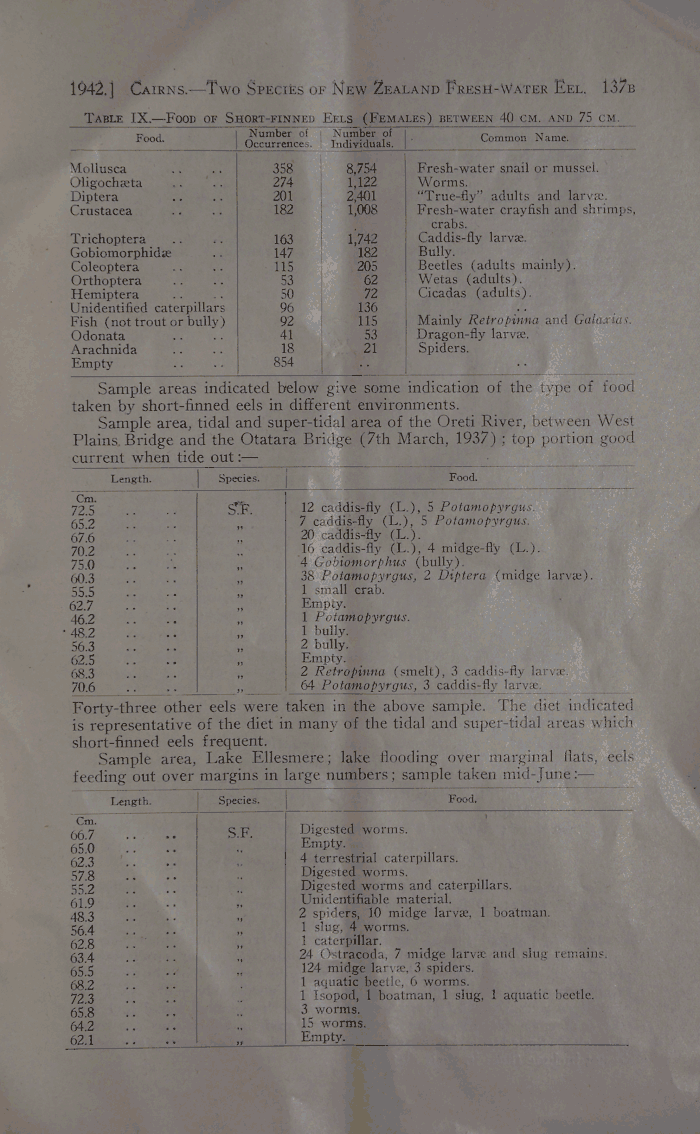 1942.] CAIRNS.—TWO SPECIES OF NEW ZEALAND FRESH-WATER EEL. 137B
TABLE IX.—FOOD OF SHORT-FINNED EELS (FEMALES) BETWEEN 40 CM. AND 75 CM.
Food. Number of Occurrences. Number of Individuals. Common Name.
Mollusca .. .. 358 8,754 Fresh-water snail or mussel.
Oligochæta .. .. 274 1,122 Worms.
Diptera .. .. 201 2,401 “True-fly” adults and larvæ.
Crustacea .. .. 182 1,008 Fresh-water crayfish and shrimps,
crabs.
Trichoptera .. .. 163 1,742 Caddis-fly larvæ.
Gobiomorphidæ .. 147 182 Bully.
Coleoptera .. .. 115 205 Beetles (adults mainly).
Orthoptera .. .. 53 62 Wetas (adults).
Hemiptera .. .. 50 72 Cicadas (adults).
Unidentified caterpillars 96 136 ..
Fish (not trout or bully) 92 115 Mainly Retropinna and Galaxias.
Odonata .. .. 41 53 Dragon-fly larvæ.
Arachnida .. .. 18 21 Spiders.
Empty .. .. 854 .. ..
Sample areas indicated below give some indication of the type of food
taken by short-finned eels in different environments.
Sample area, tidal and super-tidal area of the Oreti River, between West
Plains Bridge and the Otatara Bridge (7th March, 1937); top portion good
current when tide out:—
Length. Species. Food.
Cm.
72.5 .. .. S.F. 12 caddis-fly (L.), 5 Potamopyrgus.
65.2 .. .. ,, 7 caddis-fly (L.), 5 Potamopyrgus.
67.6 .. .. ,, 20 caddis-fly (L.).
70.2 .. .. ,, 16 caddis-fly (L.), 4 midge-fly (L.).
75.0 .. .. ,, 4 Gobiomorphus (bully).
60.3 .. .. ,, 38 Potamopyrgus, 2 Diptera (midge larvæ).
55.5 .. .. ,, 1 small crab.
62.7 .. .. ,, Empty.
46.2 .. .. ,, 1 Potamopyrgus.
48.2 .. .. ,, 1 bully.
56.3 .. .. ,, 2 bully.
62.5 .. .. ,, Empty.
68.3 .. .. ,, 2 Retropinna (smelt), 3 caddis-fly larvæ.
70.6 .. .. ,, 64 Potamopyrgus, 3 caddis-fly larvæ.
Forty-three other eels were taken in the above sample. The diet indicated
is representative of the diet in many of the tidal and super-tidal areas which
short-finned eels frequent.
Sample area, Lake Ellesmere; lake flooding over marginal flats, eels
feeding out over margins in large numbers; sample taken mid-June:—
Length. Species. Food.
Cm.
66.7 .. .. S.F. Digested worms.
65.0 .. .. ,, Empty.
62.3 .. .. ,, 4 terrestrial caterpillars.
57.8 .. .. ,, Digested worms.
55.2 .. .. ,, Digested worms and caterpillars.
61.9 .. .. ,, Unidentifiable material.
48.3 .. .. ,, 2 spiders, 10 midge larvæ, 1 boatman.
56.4 .. .. ,, 1 slug, 4 worms.
62.8 .. .. ,, 1 caterpillar.
63.4 .. .. ,, 24 Ostracoda, 7 midge larvæ and slug remains.
65.5 .. .. ,, 124 midge larvæ, 3 spiders.
68.2 .. .. ,, 1 aquatic beetle, 6 worms.
72.3 .. .. ,, 1 Isopod, 1 boatman, 1 slug, 1 aquatic beetle.
65.8 .. .. ,, 3 worms.
64.2 .. .. ,, 15 worms.
62.1 .. .. ,, Empty.